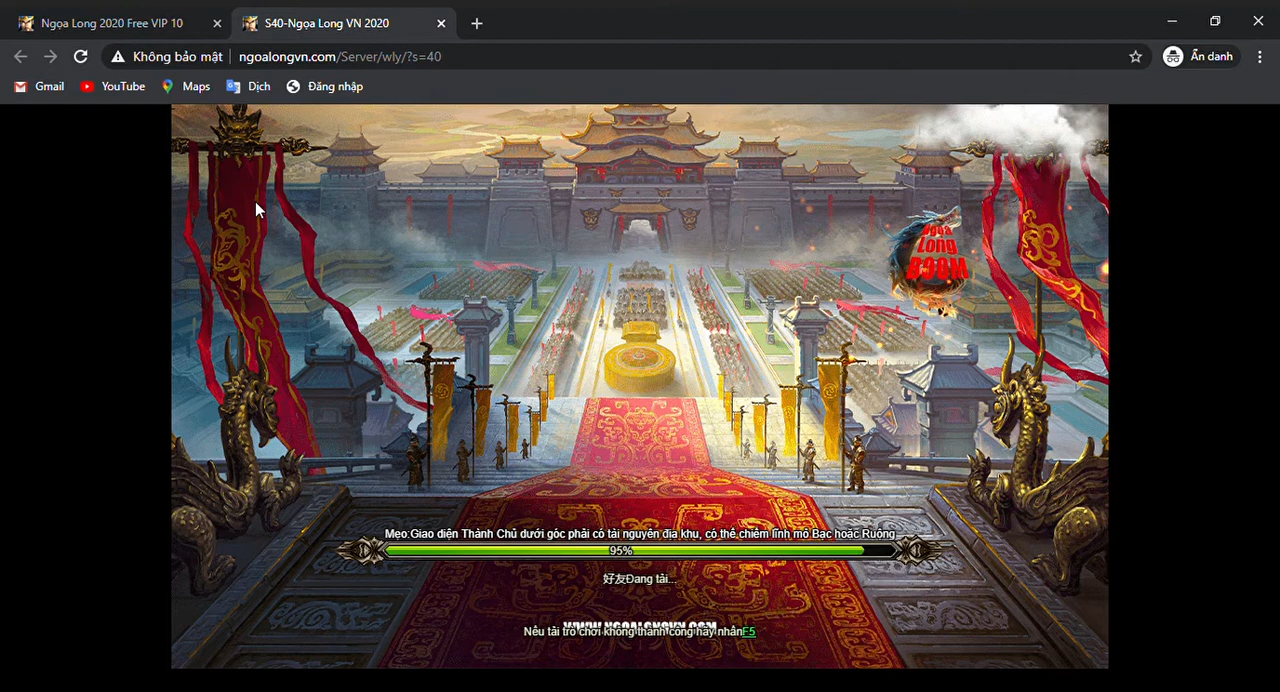 Ngọa Long 2020 Free VIP 10
S40-Ngọa Long VN 2020
Không bảo mật
ngoalongvn.com/Server/wly/?s=40
Ẩn danh
Gmail
YouTube
Maps
Dịch
Đăng nhập
Ngọa
Long
BOOM
Mẹo:Giao diện Thành Chủ dưới góc phải có tài nguyên địa khu, có thể chiếm lĩnh mỏ Bạc hoặc Ruộng
95%
好友Đang tải...
WWW.NGOALONGVN.COM
Nếu tải trò chơi không thành công hãy nhấnF5